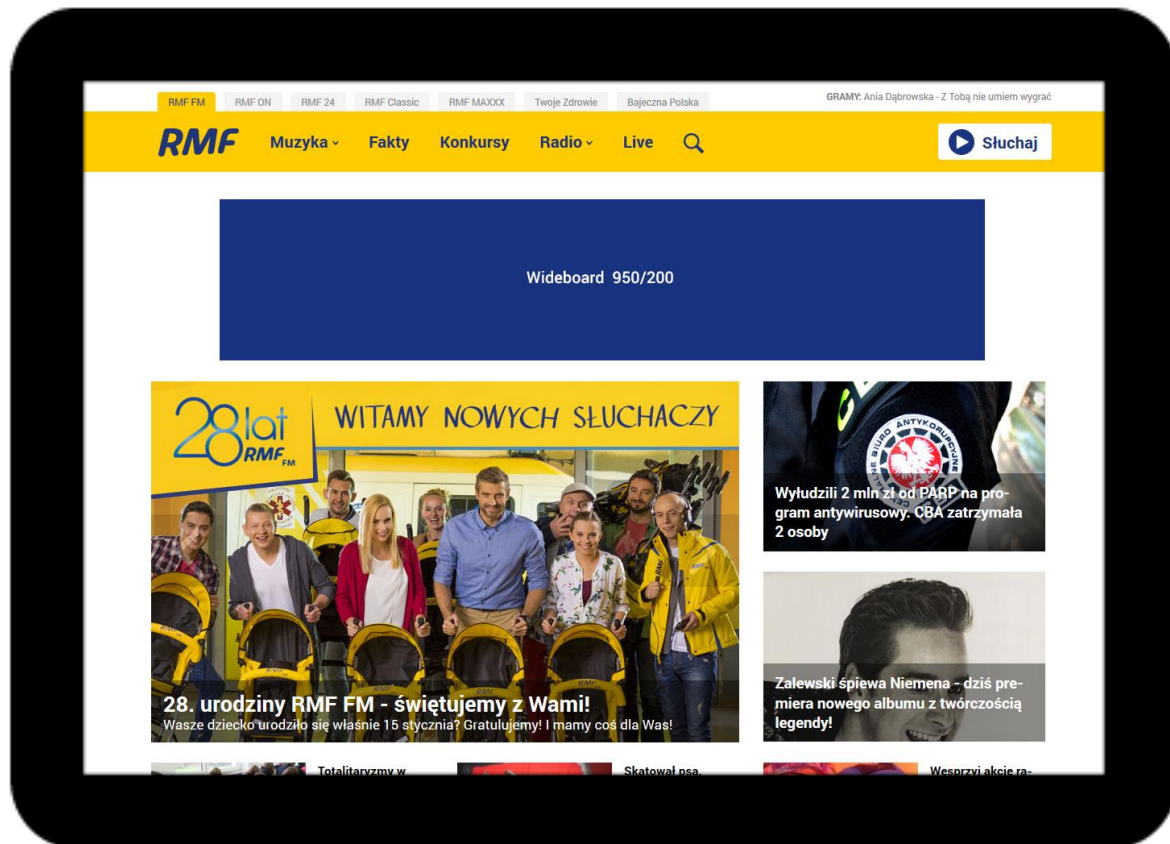 RMF FM
RMF ON
RMF 24
RMF Classic
RMF MAXXX
Twoje Zdrowie
Bajeczna Polska
GRAMY: Ania Dąbrowska - Z Tobą nie umiem wygrać
RMF
Muzyka
Fakty
Konkursy
Radio
Live
Słuchaj
Wideboard 950/200
28 lat
RMF FM
WITAMY NOWYCH SŁUCHACZY
28. urodziny RMF FM - świętujemy z Wami!
Wasze dziecko urodziło się właśnie 15 stycznia? Gratulujemy! I mamy coś dla Was!
ANTYKORUPCYJNE
BIURO
Wyłudzili 2 mln zł od PARP na pro-
gram antywirusowy. CBA zatrzymała
2 osoby
Zalewski śpiewa Niemena - dziś pre-
miera nowego albumu z twórczością
legendy!
Totalitaryzmy w
Skatował psa,
Wesprzyj akcję ra-